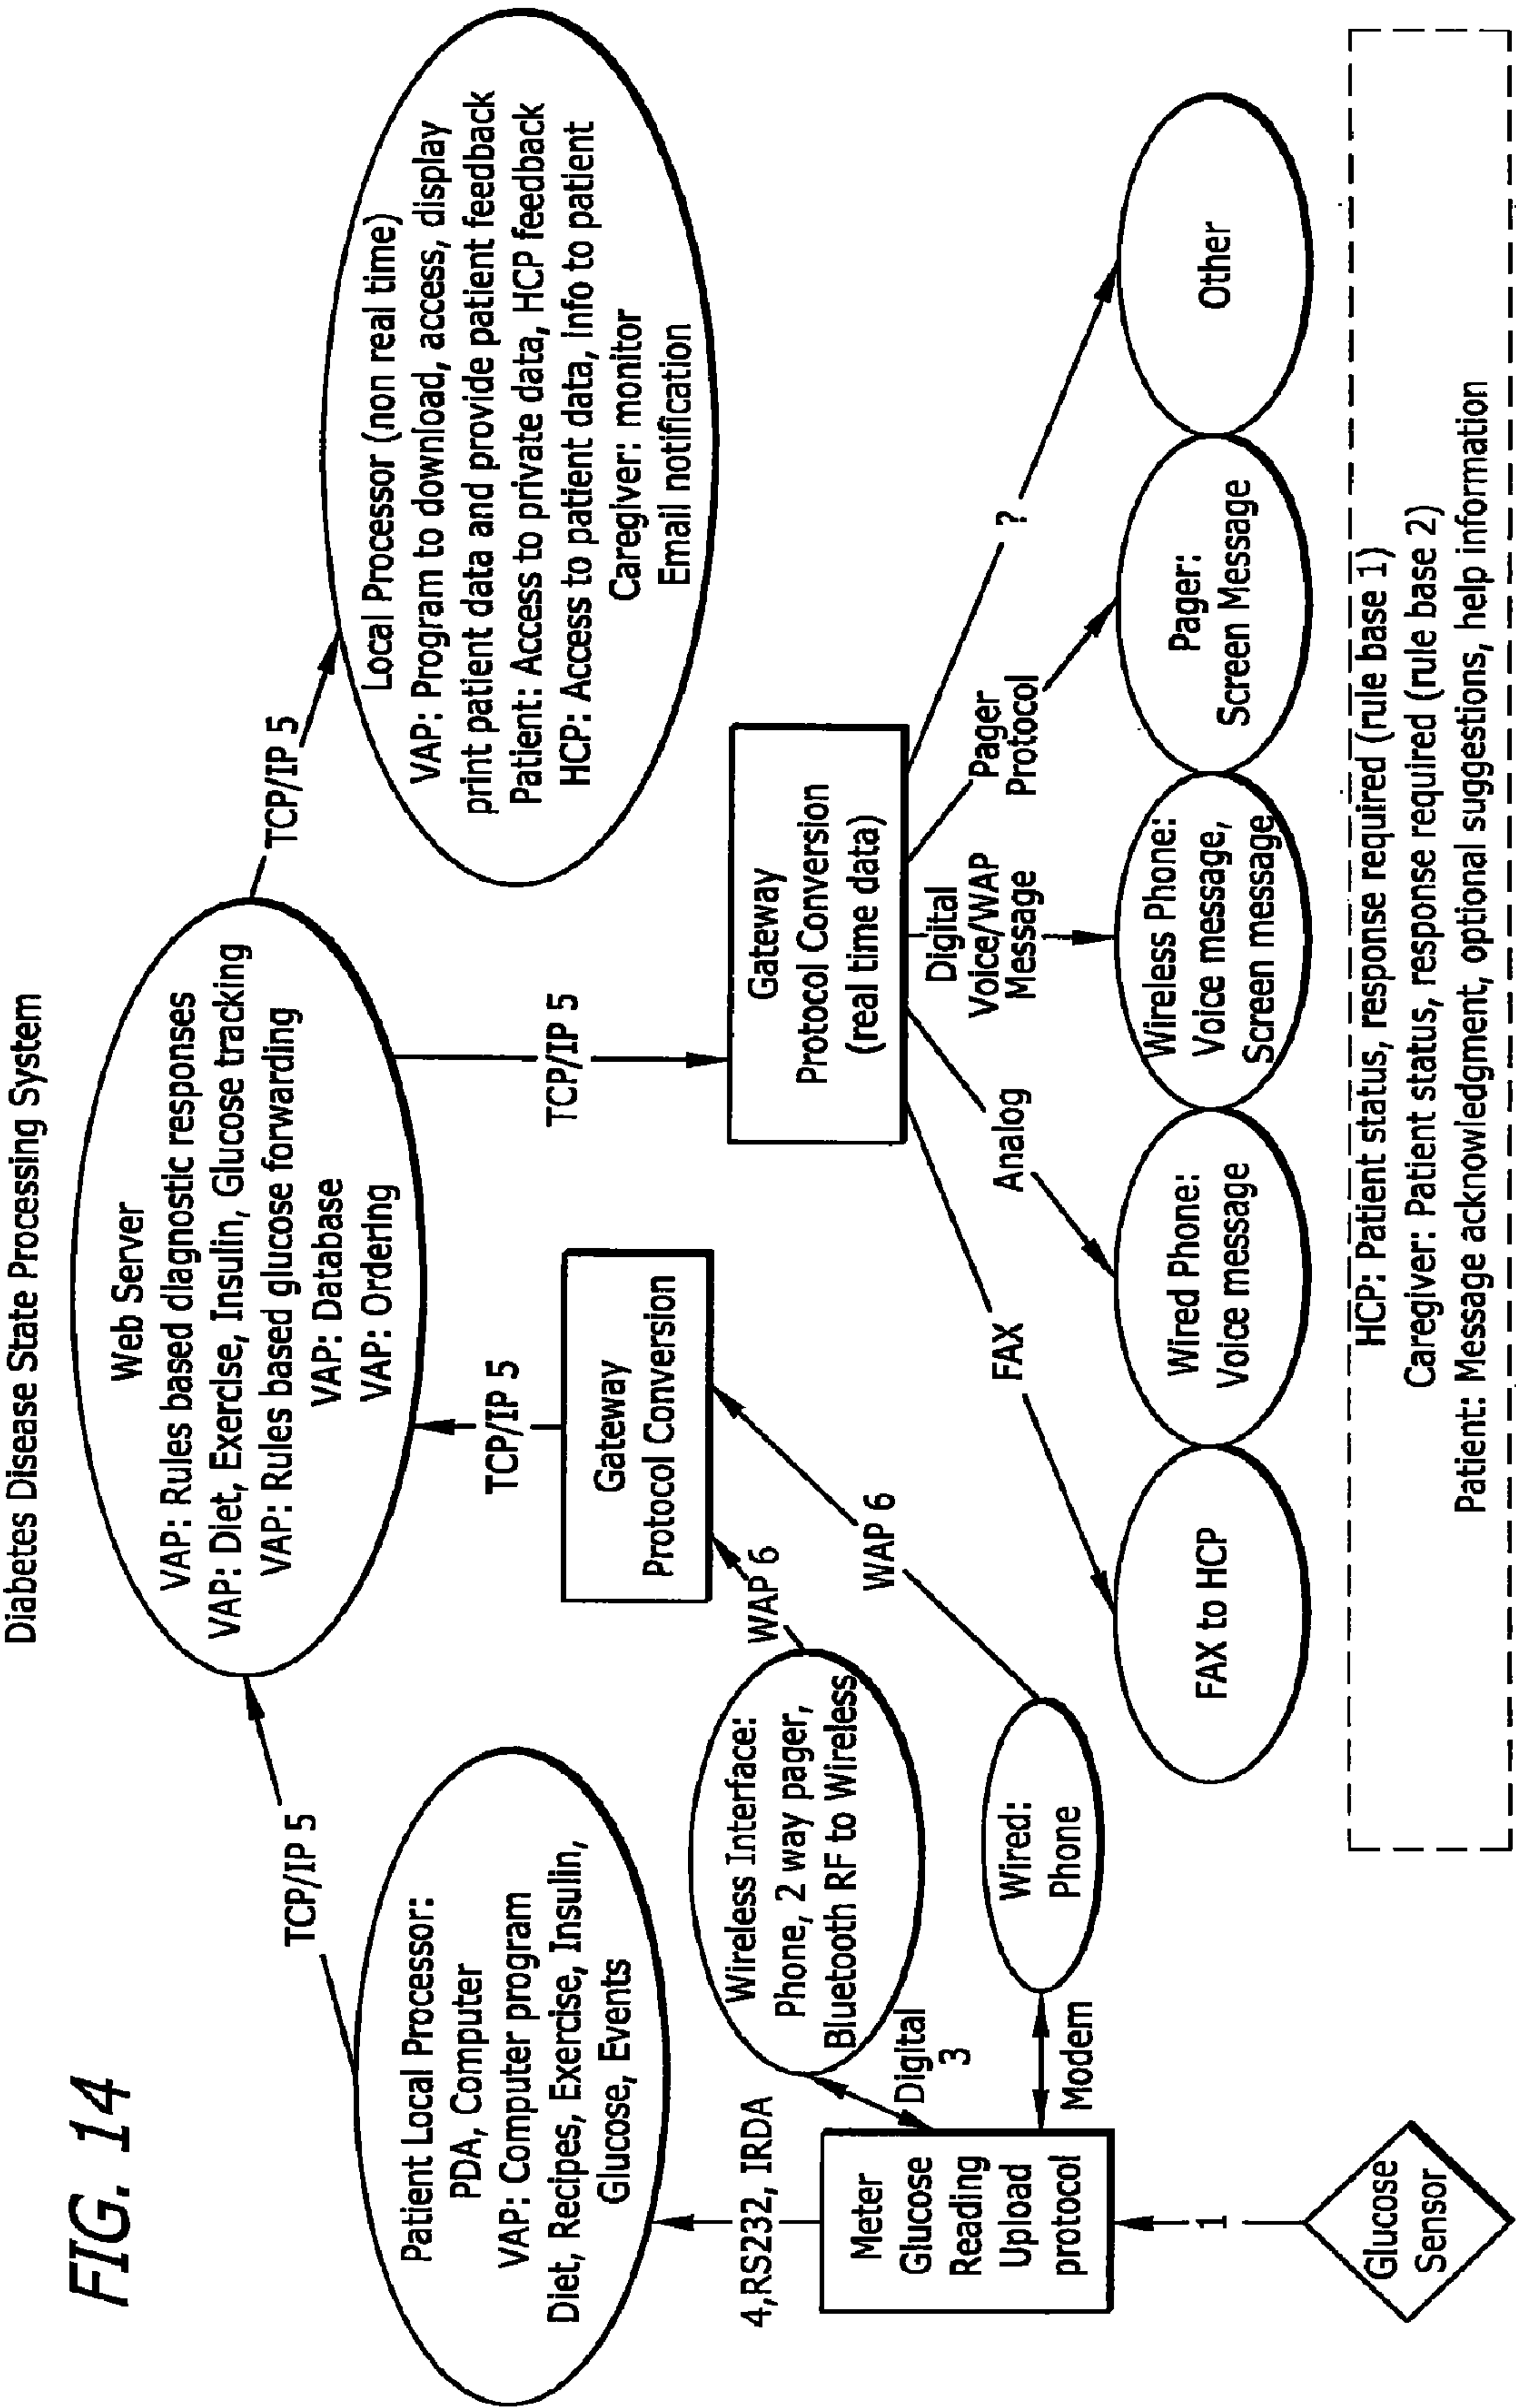 FIG. 14
Diabetes Disease State Processing System
Web Server
VAP: Rules based diagnostic responses
VAP: Diet, Exercise, Insulin, Glucose tracking
VAP: Rules based glucose forwarding
VAP: Database
VAP: Ordering
TCP/IP 5
TCP/IP 5
Patient Local Processor:
PDA, Computer
VAP: Computer program
Diet, Recipes, Exercise, Insulin,
Glucose, Events
Local Processor (non real time)
VAP: Program to download, access, display
print patient data and provide patient feedback
Patient: Access to private data, HCP feedback
HCP: Access to patient data, info to patient
Caregiver: monitor
Email notification
TCP/IP 5
TCP/IP 5
Gateway
Protocol Conversion
Gateway
Protocol Conversion
(real time data)
4,RS232, IRDA
Wireless Interface:
Phone, 2 way pager,
Bluetooth RF to Wireless
WAP 6
WAP 6
Digital
3
Meter
Glucose
Reading
Upload
protocol
Modem
Wired:
Phone
FAX
Analog
Digital
Voice/WAP
Message
Pager
Protocol
?
1
Glucose
Sensor
FAX to HCP
Wired Phone:
Voice message
Wireless Phone:
Voice message,
Screen message
Pager:
Screen Message
Other
HCP: Patient status, response required (rule base 1)
Caregiver: Patient status, response required (rule base 2)
Patient: Message acknowledgment, optional suggestions, help information